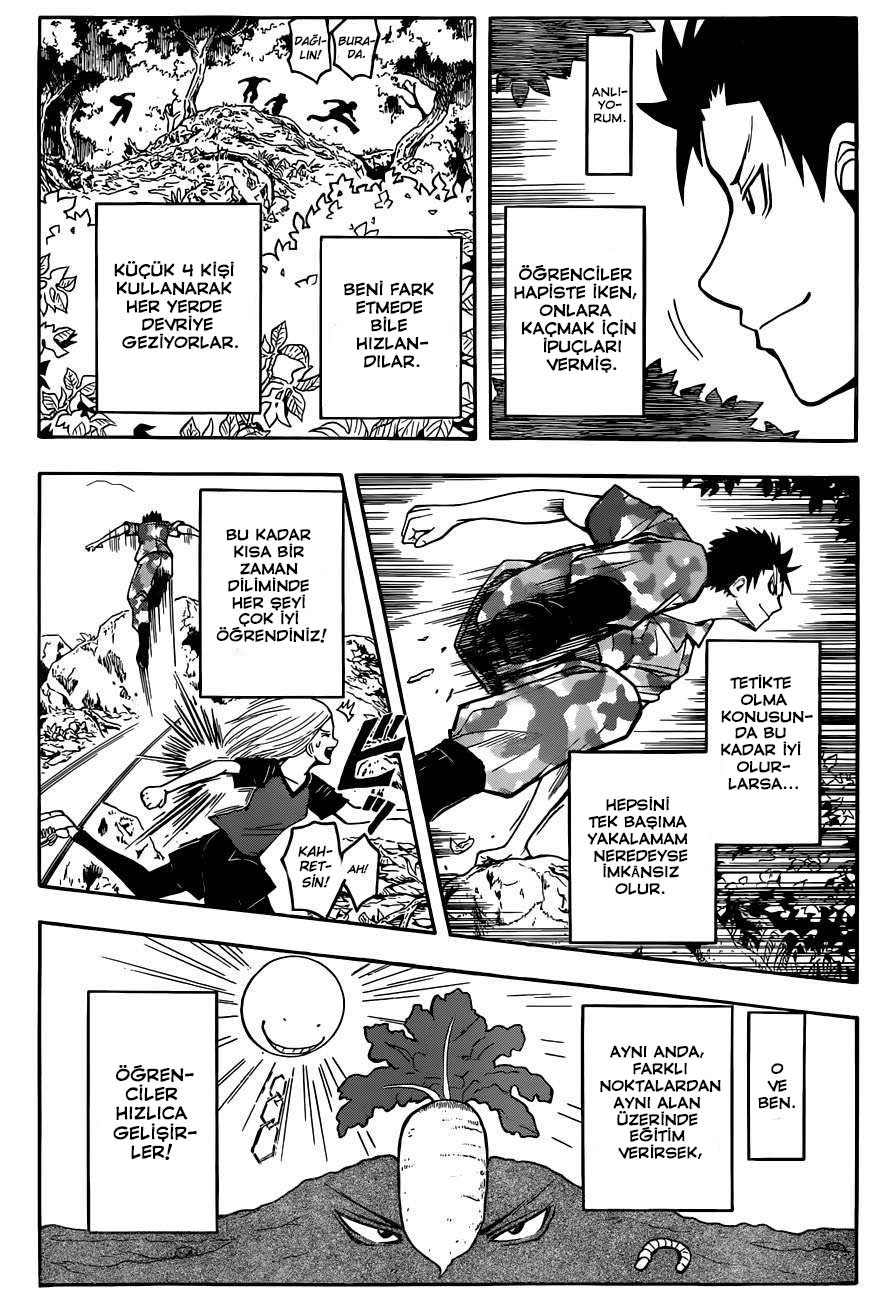 ANLI-
YO-
RUM.
ÖĞRENCİLER
HAPİSTE İKEN,
ONLARA
KAÇMAK İÇİN
İPUÇLARI
VERMİŞ.
BURA-
DA.
DAĞI-
LIN!
BENİ FARK
ETMEDE
BİLE
HIZLAN-
DILAR.
KÜÇÜK 4 KİŞİ
KULLANARAK
HER YERDE
DEVRİYE
GEZİYORLAR.
TETİKTE
OLMA
KONUSUN-
DA BU
KADAR İYİ
OLUR-
LARSA...
HEPSİNİ
TEK BAŞIMA
YAKALAMAM
NEREDEYSE
İMKÂNSIZ
OLUR.
BU KADAR
KISA BİR
ZAMAN
DİLİMİNDE
HER ŞEYİ
ÇOK İYİ
ÖĞRENDİNİZ!
ビビ
AH!
KAH-
RET-
SİN!
O
VE
BEN.
AYNI ANDA,
FARKLI
NOKTALARDAN
AYNI ALAN
ÜZERİNDE
EĞİTİM
VERİRSEK,
ÖĞREN-
CİLER
HIZLICA
GELİŞİR-
LER!